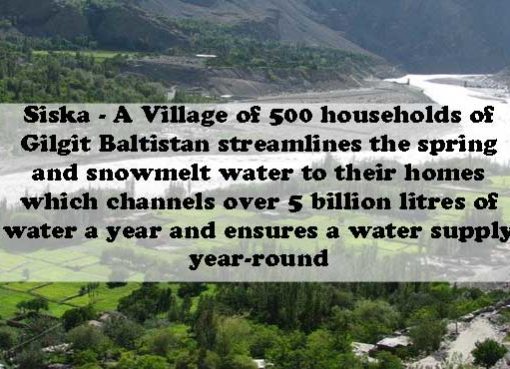 Siska - A Village of 500 households of
Gilgit Baltistan streamlines the spring
and snowmelt water to their homes
which channels over 5 billion litres of
water a year and ensures a water supply
year-round